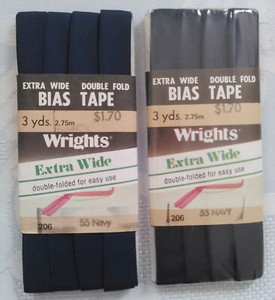 EXTRA WIDE DOUBLE FOLD
BIAS TAPE
3 yds. 2.75m $1.70
Wrights®
Extra Wide
double-folded for easy use
206
55 Navy
EXTRA WIDE DOUBLE FOLD
BIAS TAPE
3 yds. 2.75m $1.70
Wrights®
Extra Wide
double-folded for easy use
206
55 Navy